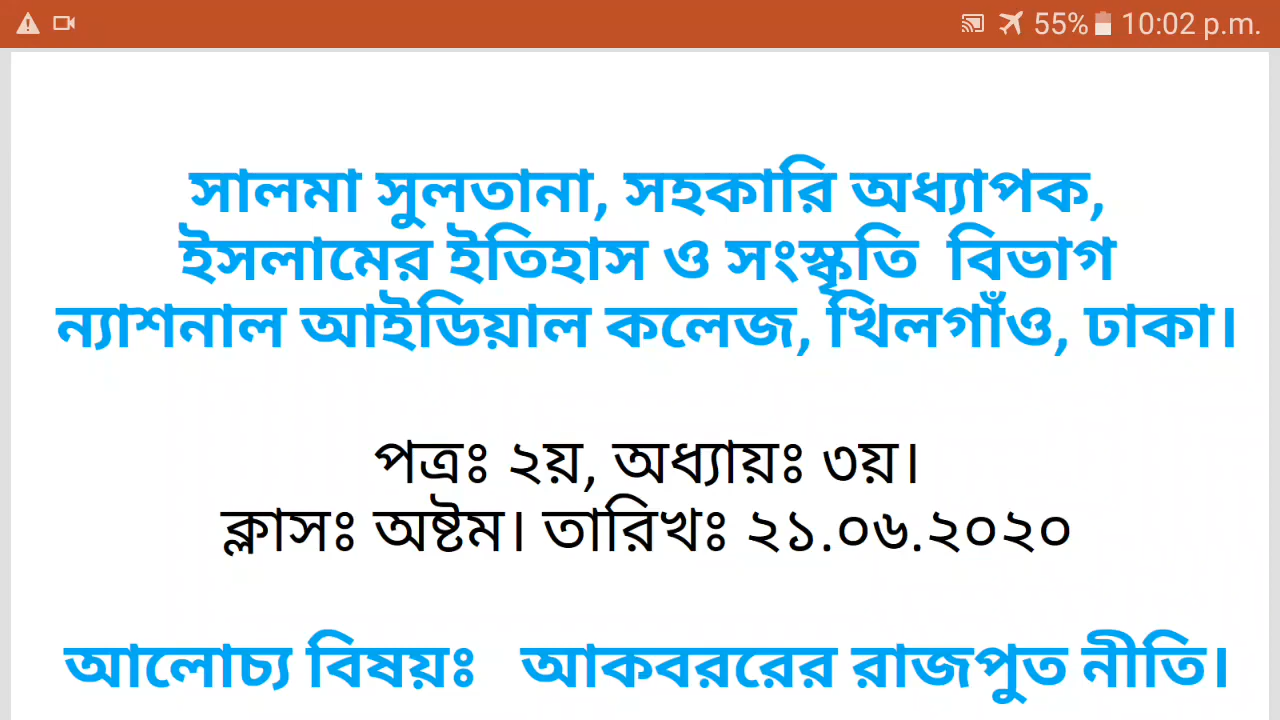 55% 10:02 p.m.
সালমা সুলতানা, সহকারি অধ্যাপক,
ইসলামের ইতিহাস ও সংস্কৃতি বিভাগ
ন্যাশনাল আইডিয়াল কলেজ, খিলগাঁও, ঢাকা।
পত্রঃ ২য়, অধ্যায়ঃ ৩য়।
ক্লাসঃ অষ্টম। তারিখঃ ২১.০৬.২০২০
আলোচ্য বিষয়ঃ আকবররের রাজপুত নীতি।